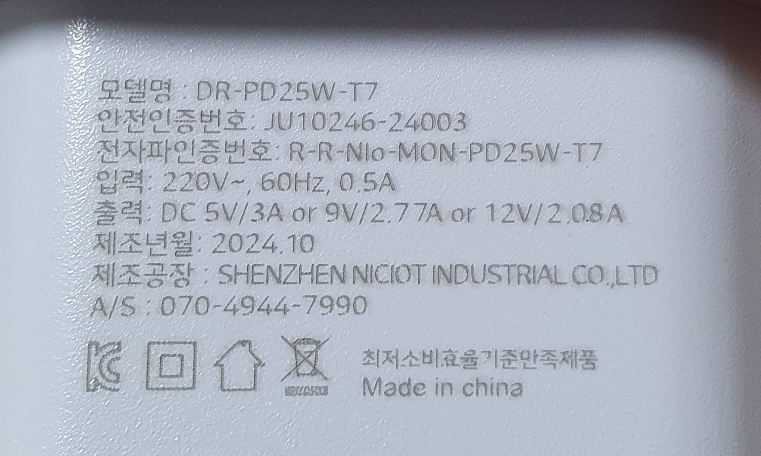 모델명 : DR-PD25W-T7
안전인증번호: JU10246-24003
전자파인증번호: R-R-NIo-MON-PD25W-T7
입력: 220V~, 60Hz, 0.5A
출력: DC 5V/3A or 9V/2.77A or 12V/2.08A
제조년월: 2024.10
제조공장 : SHENZHEN NICIOT INDUSTRIAL CO.,LTD
A/S : 070-4944-7990
최저소비효율기준만족제품
Made in china